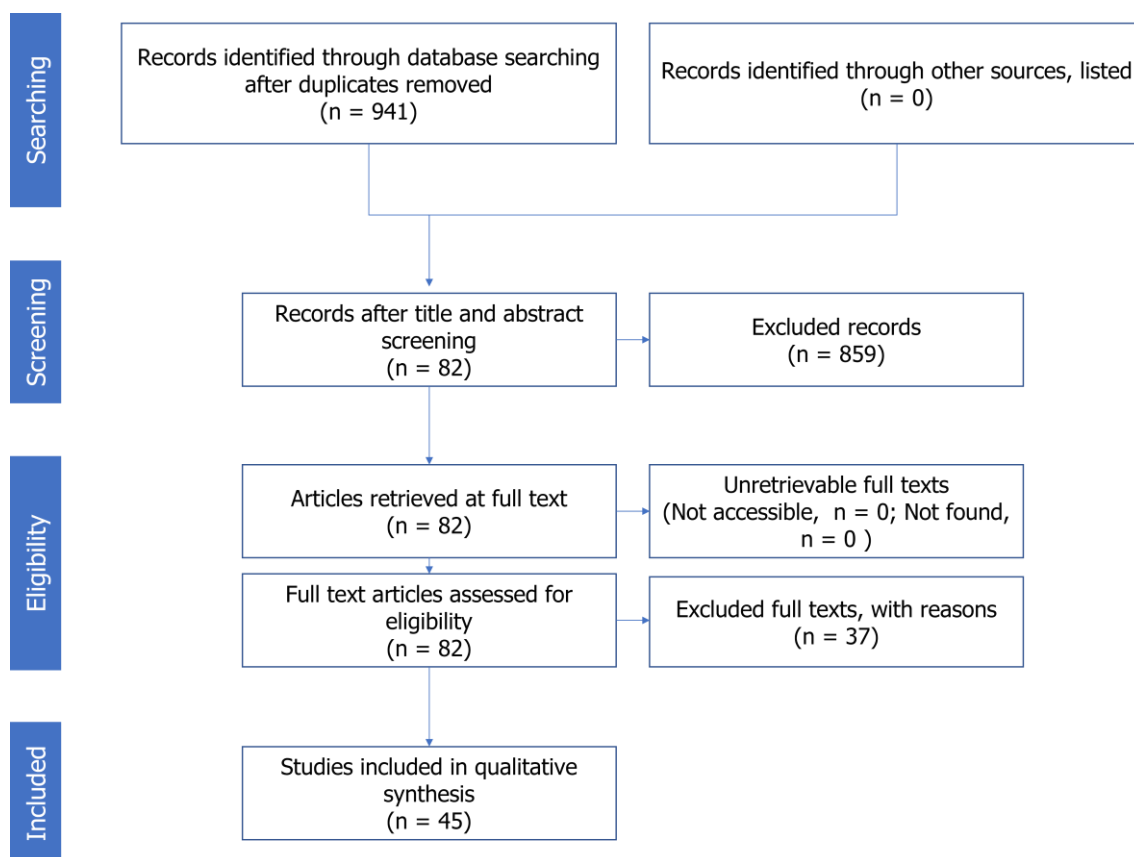 Searching
Records identified through database searching
after duplicates removed
(n = 941)
Records identified through other sources, listed
(n = 0)
Screening
Records after title and abstract
screening
(n = 82)
Excluded records
(n = 859)
Eligibility
Articles retrieved at full text
(n = 82)
Unretrievable full texts
(Not accessible,  n = 0; Not found,
n = 0 )
Full text articles assessed for
eligibility
(n = 82)
Excluded full texts, with reasons
(n = 37)
Included
Studies included in qualitative
synthesis
(n = 45)